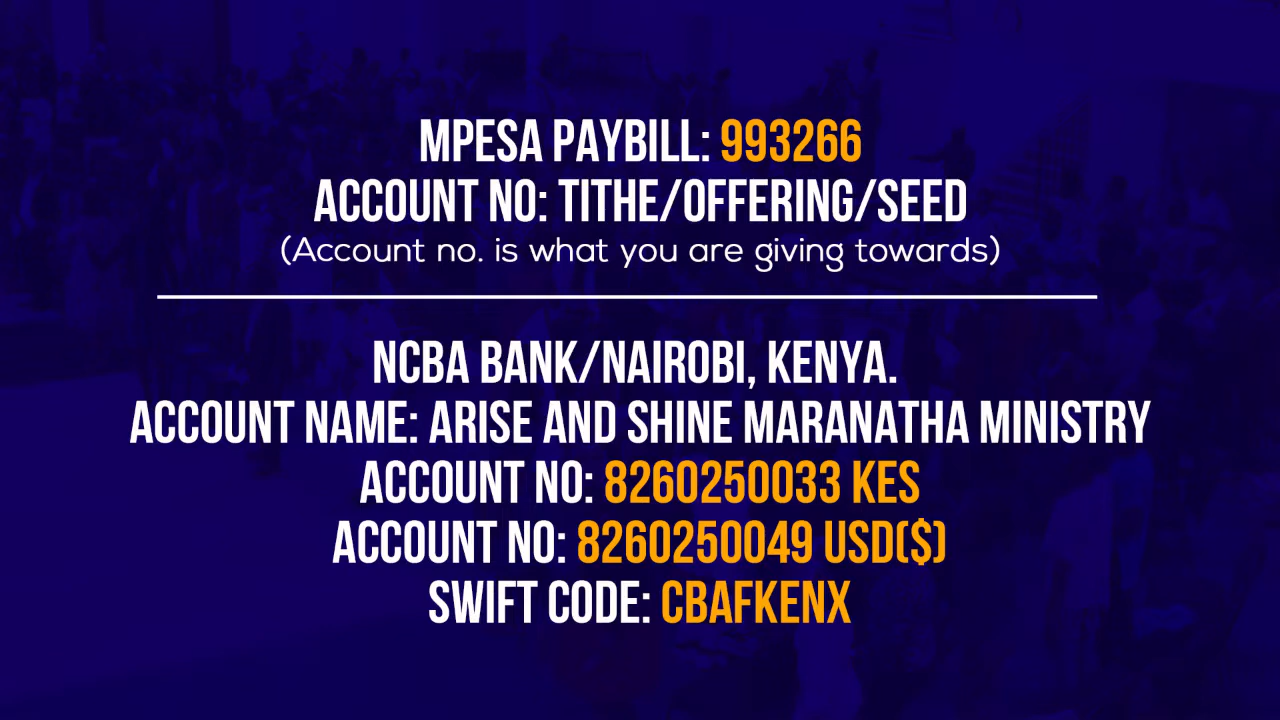 MPESA PAYBILL: 993266
ACCOUNT NO: TITHE/OFFERING/SEED
(Account no. is what you are giving towards)
NCBA BANK/NAIROBI, KENYA.
ACCOUNT NAME: ARISE AND SHINE MARANATHA MINISTRY
ACCOUNT NO: 8260250033 KES
ACCOUNT NO: 8260250049 USD($)
SWIFT CODE: CBAFKENX